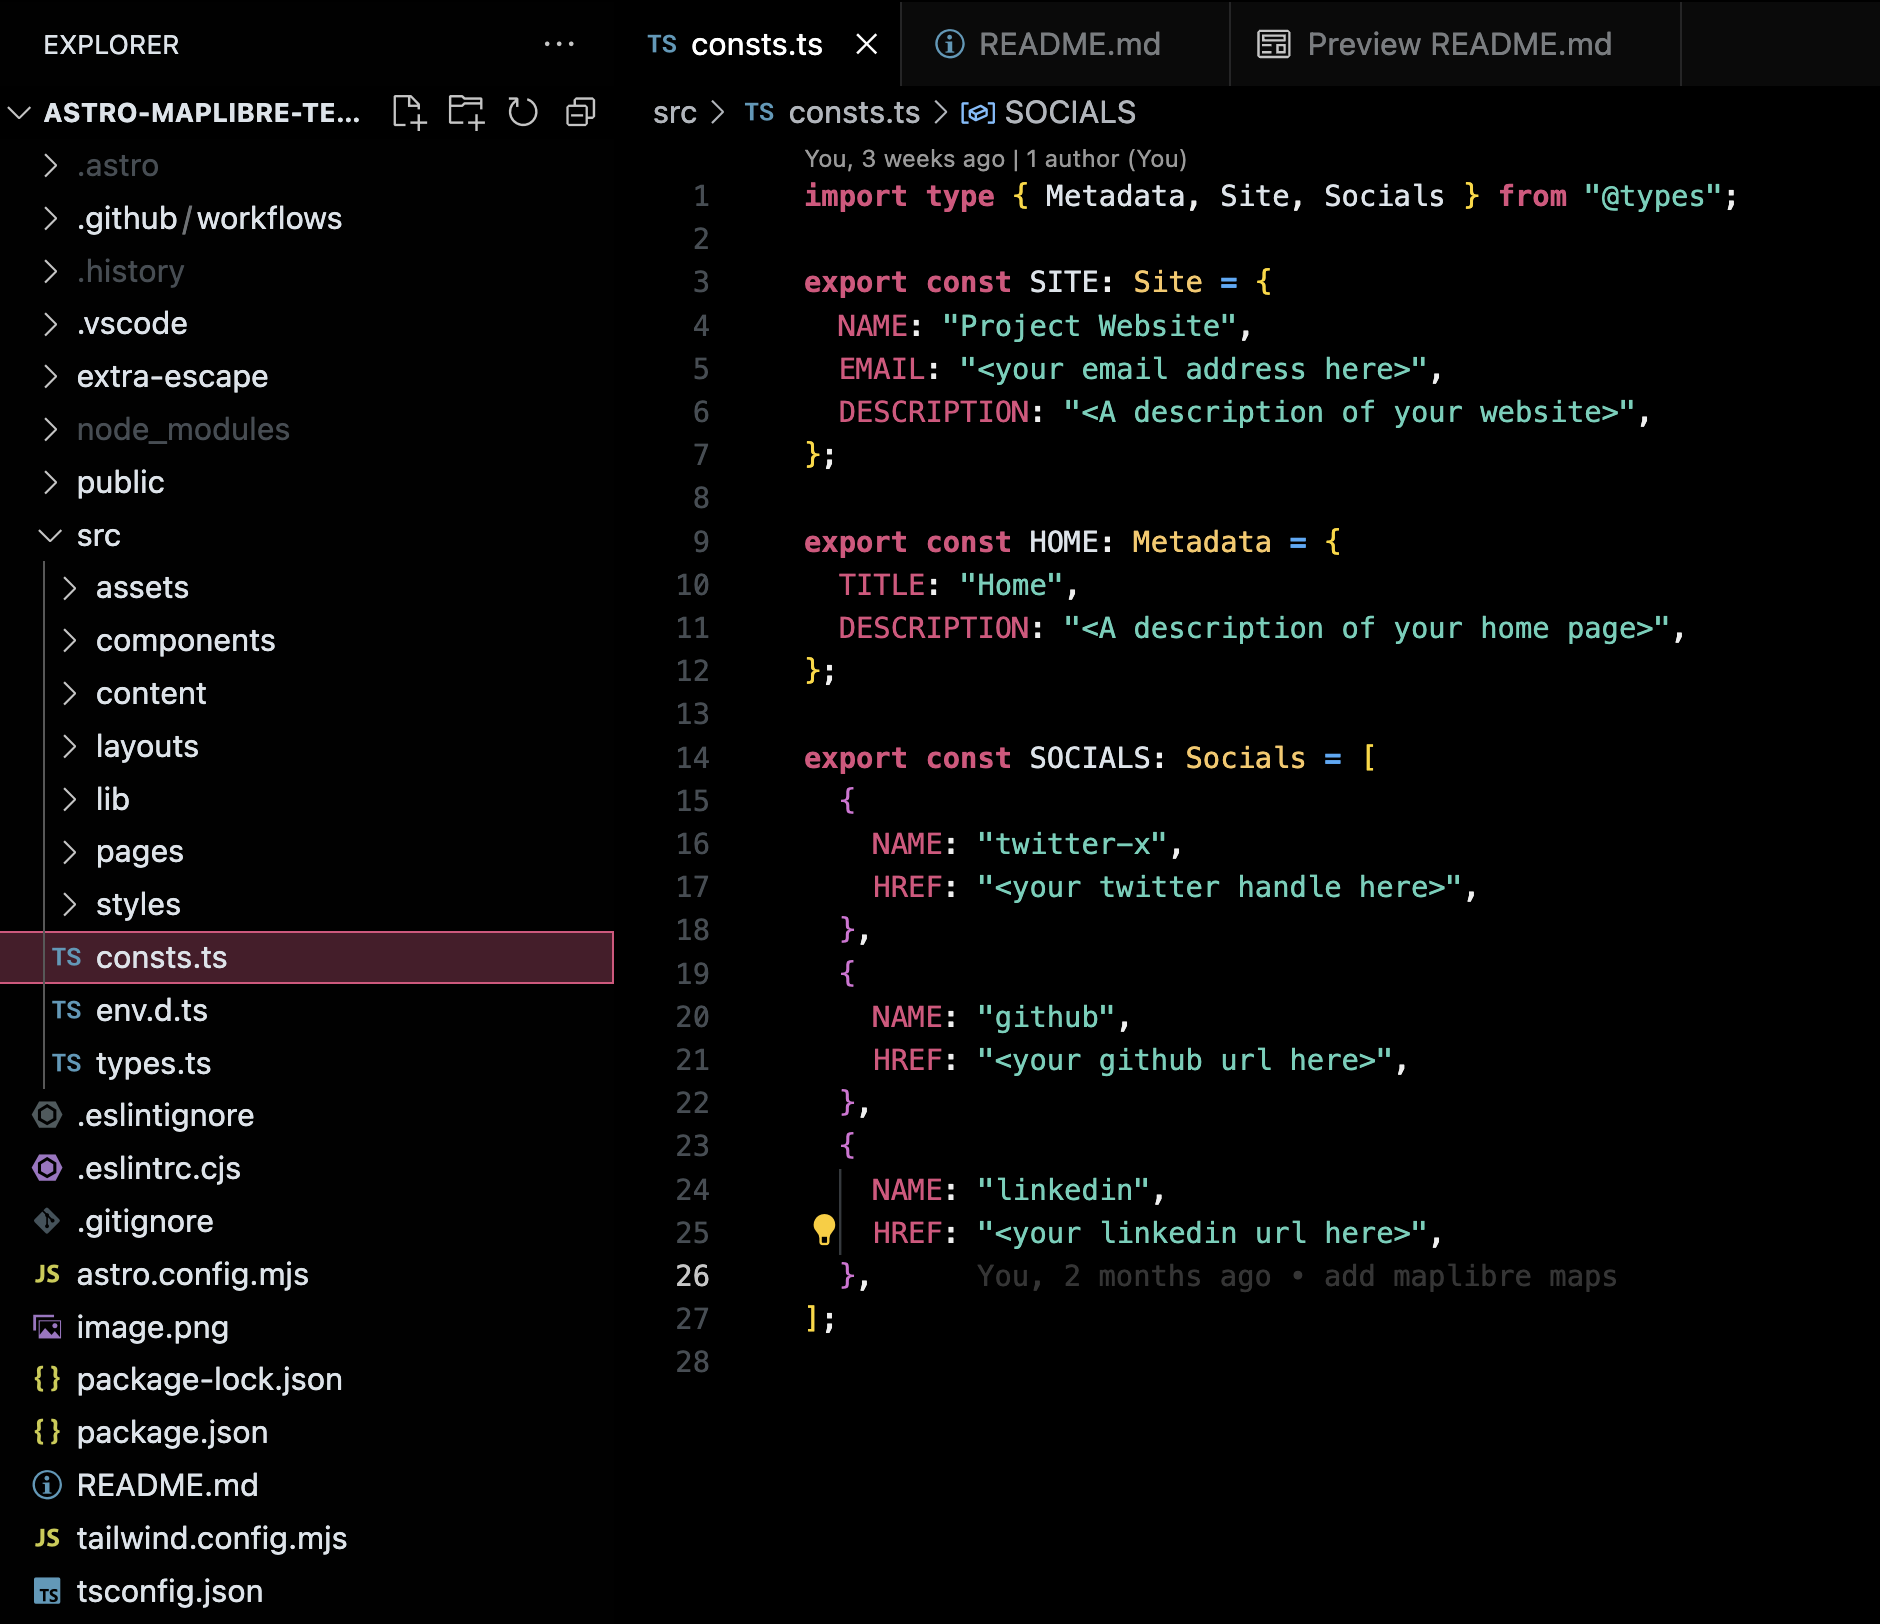 EXPLORER
ASTRO-MAPLIBRE-TE...
.astro
.github/workflows
.history
.vscode
extra-escape
node_modules
public
src
assets
components
content
layouts
lib
pages
styles
TS consts.ts
TS env.d.ts
TS types.ts
.eslintignore
.eslintrc.cjs
.gitignore
JS astro.config.mjs
image.png
{} package-lock.json
{} package.json
README.md
JS tailwind.config.mjs
TS tsconfig.json
TS consts.ts
README.md
Preview README.md
src > TS consts.ts > SOCIALS
You, 3 weeks ago | 1 author (You)
1 import type { Metadata, Site, Socials } from "@types";
2
3 export const SITE: Site = {
4   NAME: "Project Website",
5   EMAIL: "<your email address here>",
6   DESCRIPTION: "<A description of your website>",
7 };
8
9 export const HOME: Metadata = {
10   TITLE: "Home",
11   DESCRIPTION: "<A description of your home page>",
12 };
13
14 export const SOCIALS: Socials = [
15   {
16     NAME: "twitter-x",
17     HREF: "<your twitter handle here>",
18   },
19   {
20     NAME: "github",
21     HREF: "<your github url here>",
22   },
23   {
24     NAME: "linkedin",
25     HREF: "<your linkedin url here>",
26   }, You, 2 months ago • add maplibre maps
27 ];
28